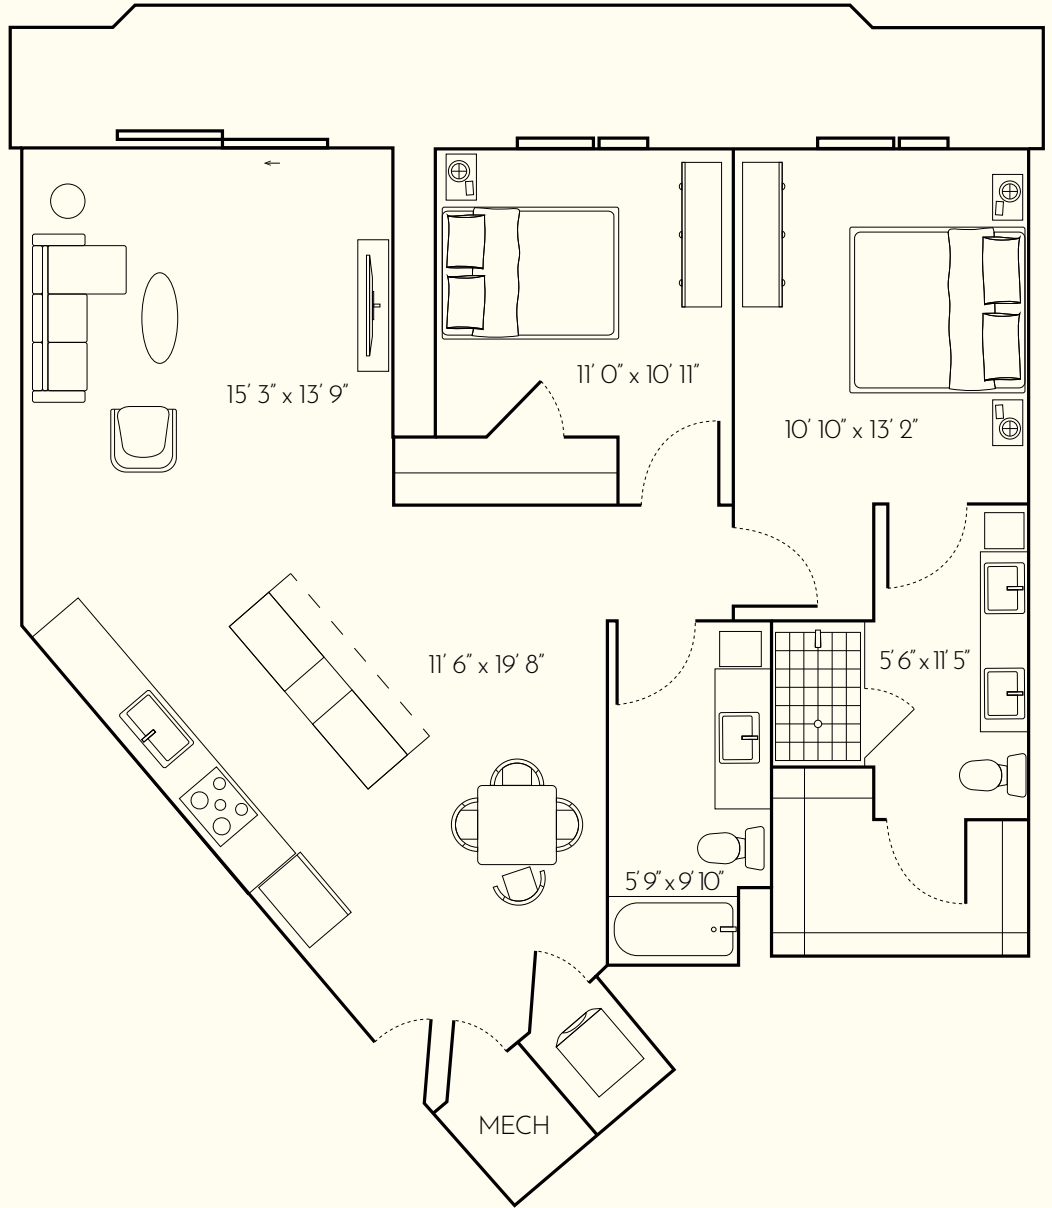 15' 3" x 13' 9"
11' 0" x 10' 11"
10' 10" x 13' 2"
11' 6" x 19' 8"
5' 6" x 11' 5"
5' 9" x 9' 10"
MECH